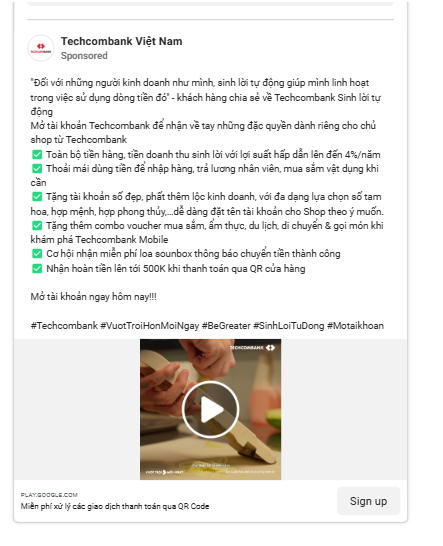 Techcombank Việt Nam
Sponsored
"Đối với những người kinh doanh như mình, sinh lời tự động giúp mình linh hoạt
trong việc sử dụng dòng tiền đó" - khách hàng chia sẻ về Techcombank Sinh lời tự
động
Mở tài khoản Techcombank để nhận về tay những đặc quyền dành riêng cho chủ
shop từ Techcombank
✅ Toàn bộ tiền hàng, tiền doanh thu sinh lời với lợi suất hấp dẫn lên đến 4%/năm
✅ Thoải mái dùng tiền để nhập hàng, trả lương nhân viên, mua sắm vật dụng khi
cần
✅ Tặng tài khoản số đẹp, phất thêm lộc kinh doanh, với đa dạng lựa chọn số tam
hoa, hợp mệnh, hợp phong thủy,...dễ dàng đặt tên tài khoản cho Shop theo ý muốn.
✅ Tặng thêm combo voucher mua sắm, ẩm thực, du lịch, di chuyển & gọi món khi
khám phá Techcombank Mobile
✅ Cơ hội nhận miễn phí loa sounbox thông báo chuyển tiền thành công
✅ Nhận hoàn tiền lên tới 500K khi thanh toán qua QR cửa hàng
Mở tài khoản ngay hôm nay!!!
#Techcombank #VuotTroiHonMoiNgay #BeGreater #SinhLoiTuDong #Motaikhoan
TECHCOMBANK
PLAY.GOOGLE.COM
Miễn phí xử lý các giao dịch thanh toán qua QR Code
Sign up